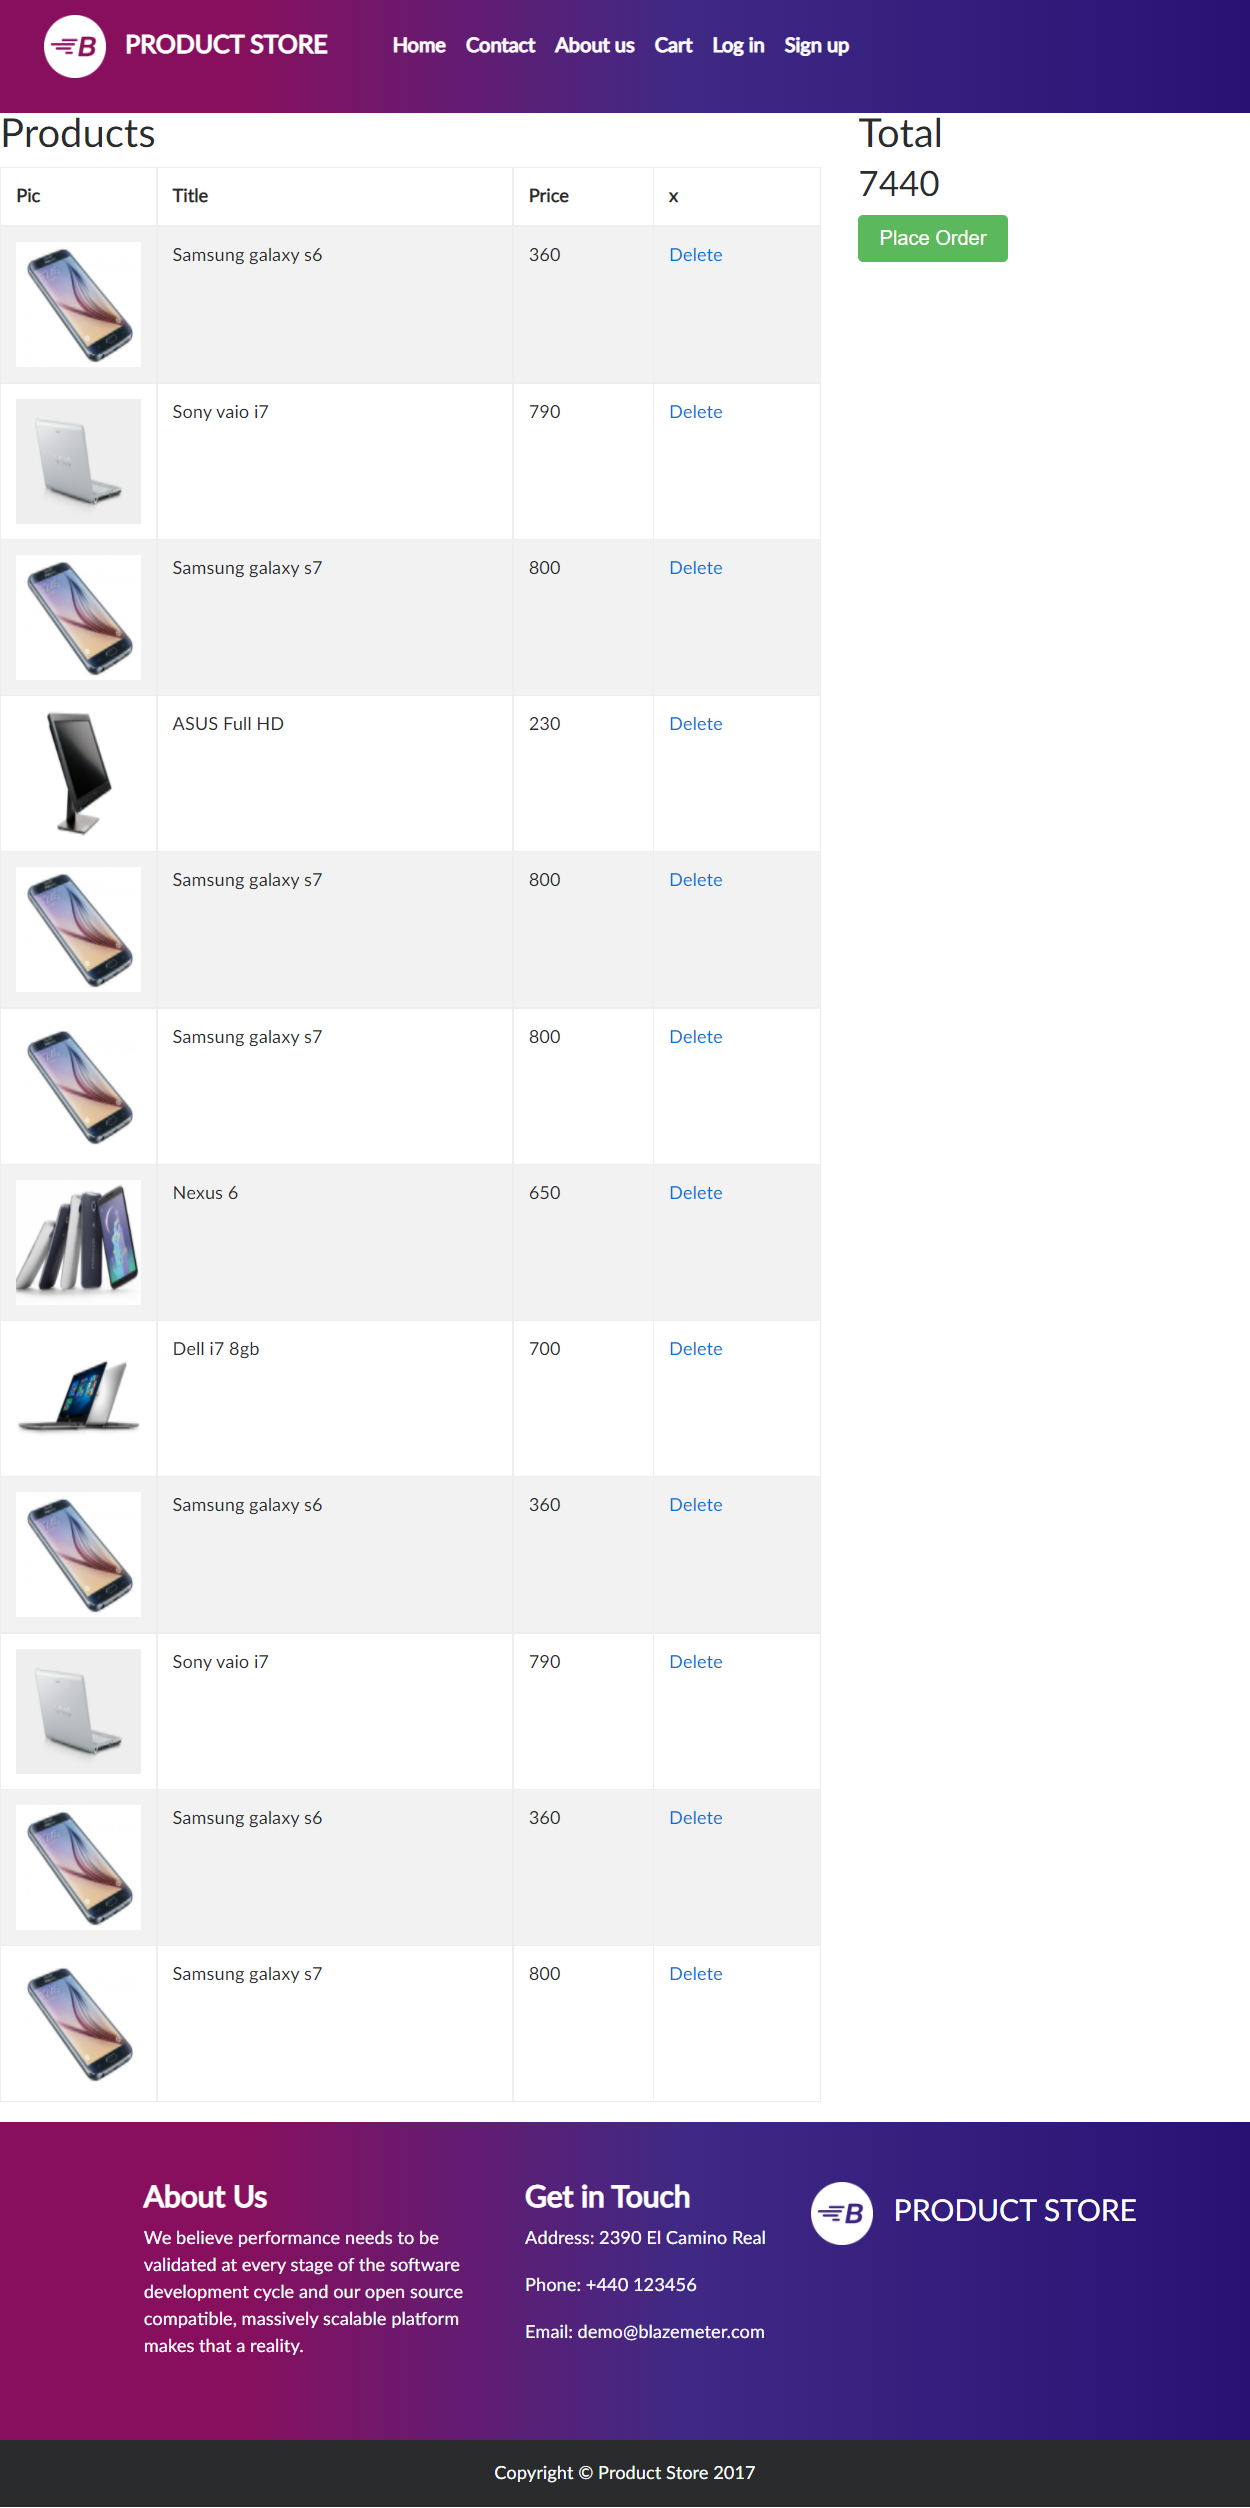 B PRODUCT STORE Home Contact About us Cart Log in Sign up
Products
Pic Title Price x
Samsung galaxy s6 360 Delete
Sony vaio i7 790 Delete
Samsung galaxy s7 800 Delete
ASUS Full HD 230 Delete
Samsung galaxy s7 800 Delete
Samsung galaxy s7 800 Delete
Nexus 6 650 Delete
Dell i7 8gb 700 Delete
Samsung galaxy s6 360 Delete
Sony vaio i7 790 Delete
Samsung galaxy s6 360 Delete
Samsung galaxy s7 800 Delete
Total
7440
Place Order
About Us
We believe performance needs to be
validated at every stage of the software
development cycle and our open source
compatible, massively scalable platform
makes that a reality.
Get in Touch
Address: 2390 El Camino Real
Phone: +440 123456
Email: demo@blazemeter.com
B PRODUCT STORE
Copyright © Product Store 2017